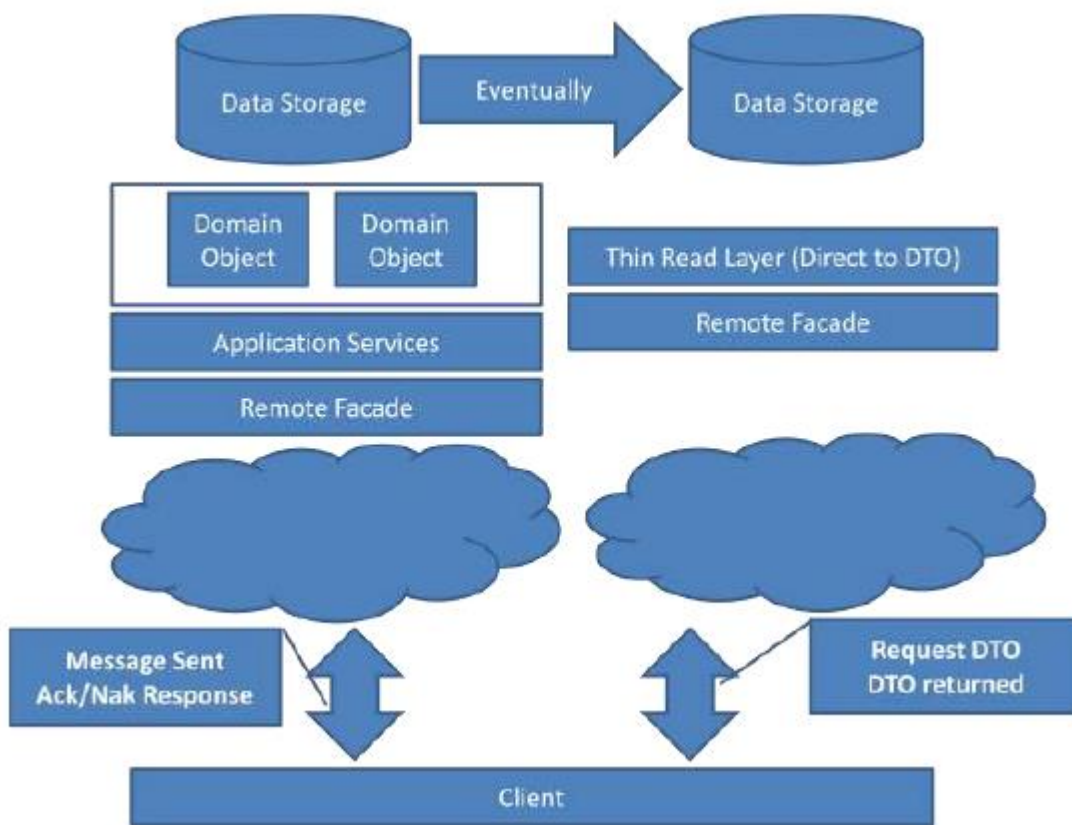 Data Storage
Eventually
Data Storage
Domain
Object
Domain
Object
Thin Read Layer (Direct to DTO)
Remote Facade
Application Services
Remote Facade
Message Sent
Ack/Nak Response
Request DTO
DTO returned
Client